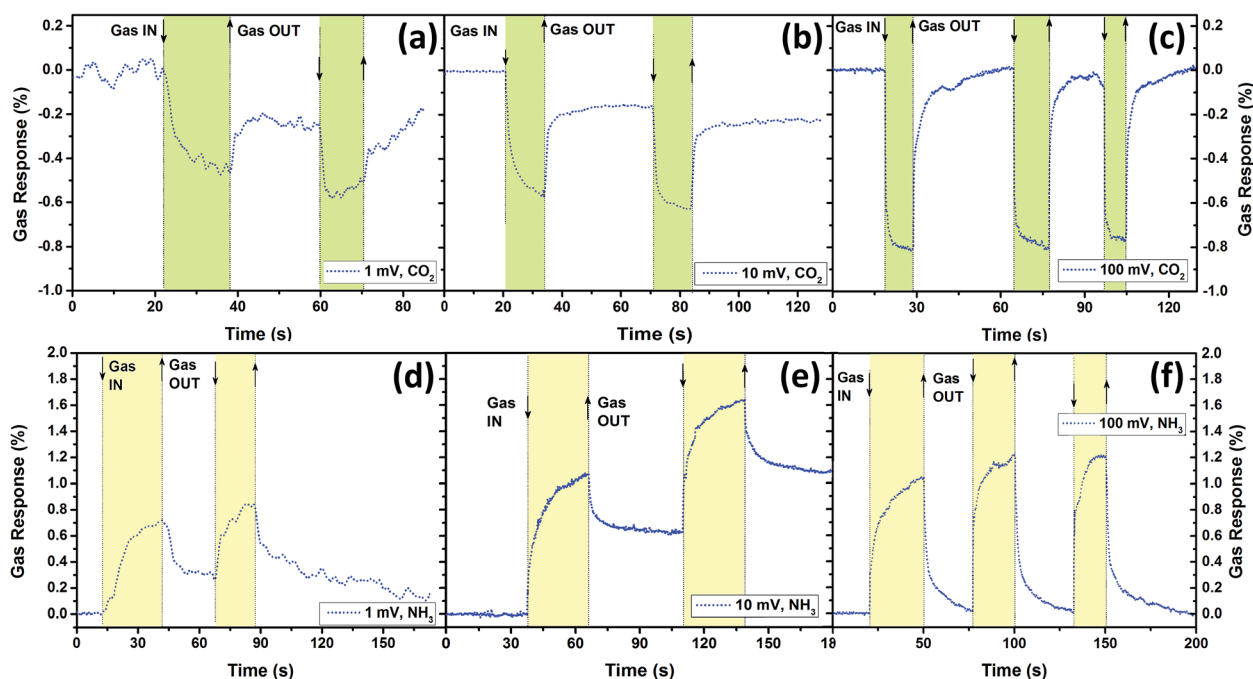 Gas Response (%)
0.2
0.0
-0.2
-0.4
-0.6
-0.8
-1.0
Gas IN
Gas OUT
(a)
1 mV, CO₂
0 20 40 60 80
Time (s)
Gas IN
Gas OUT
(b)
10 mV, CO₂
0 20 40 60 80 100 120
Time (s)
Gas IN
Gas OUT
(c)
100 mV, CO₂
0 30 60 90 120
Time (s)
0.2
0.0
-0.2
-0.4
-0.6
-0.8
-1.0
Gas Response (%)
Gas Response (%)
2.0
1.8
1.6
1.4
1.2
1.0
0.8
0.6
0.4
0.2
0.0
Gas
IN
Gas
OUT
(d)
1 mV, NH₃
0 30 60 90 120 150
Time (s)
Gas
IN
Gas
OUT
(e)
10 mV, NH₃
0 30 60 90 120 150 18
Time (s)
Gas
IN
Gas
OUT
(f)
100 mV, NH₃
50 100 150 200
Time (s)
2.0
1.8
1.6
1.4
1.2
1.0
0.8
0.6
0.4
0.2
0.0
Gas Response (%)